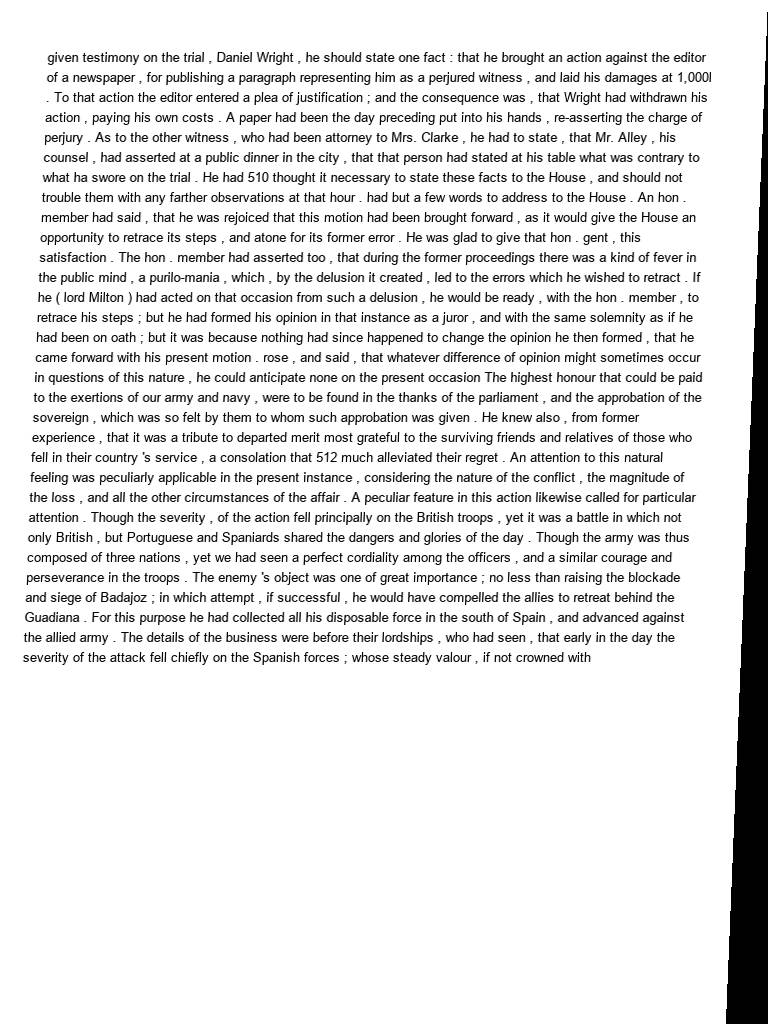 given testimony on the trial , Daniel Wright , he should state one fact : that he brought an action against the editor
of a newspaper , for publishing a paragraph representing him as a perjured witness , and laid his damages at 1,000l
. To that action the editor entered a plea of justification ; and the consequence was , that Wright had withdrawn his
action , paying his own costs . A paper had been the day preceding put into his hands , re-asserting the charge of
perjury . As to the other witness , who had been attorney to Mrs. Clarke , he had to state , that Mr. Alley , his
counsel , had asserted at a public dinner in the city , that that person had stated at his table what was contrary to
what ha swore on the trial . He had 510 thought it necessary to state these facts to the House , and should not
trouble them with any farther observations at that hour . had but a few words to address to the House . An hon .
member had said , that he was rejoiced that this motion had been brought forward , as it would give the House an
opportunity to retrace its steps , and atone for its former error . He was glad to give that hon . gent , this
satisfaction . The hon . member had asserted too , that during the former proceedings there was a kind of fever in
the public mind , a purilo-mania , which , by the delusion it created , led to the errors which he wished to retract . If
he ( lord Milton ) had acted on that occasion from such a delusion , he would be ready , with the hon . member , to
retrace his steps ; but he had formed his opinion in that instance as a juror , and with the same solemnity as if he
had been on oath ; but it was because nothing had since happened to change the opinion he then formed , that he
came forward with his present motion . rose , and said , that whatever difference of opinion might sometimes occur
in questions of this nature , he could anticipate none on the present occasion The highest honour that could be paid
to the exertions of our army and navy , were to be found in the thanks of the parliament , and the approbation of the
sovereign , which was so felt by them to whom such approbation was given . He knew also , from former
experience , that it was a tribute to departed merit most grateful to the surviving friends and relatives of those who
fell in their country 's service , a consolation that 512 much alleviated their regret . An attention to this natural
feeling was peculiarly applicable in the present instance , considering the nature of the conflict , the magnitude of
the loss , and all the other circumstances of the affair . A peculiar feature in this action likewise called for particular
attention . Though the severity , of the action fell principally on the British troops , yet it was a battle in which not
only British , but Portuguese and Spaniards shared the dangers and glories of the day . Though the army was thus
composed of three nations , yet we had seen a perfect cordiality among the officers , and a similar courage and
perseverance in the troops . The enemy 's object was one of great importance ; no less than raising the blockade
and siege of Badajoz ; in which attempt , if successful , he would have compelled the allies to retreat behind the
Guadiana . For this purpose he had collected all his disposable force in the south of Spain , and advanced against
the allied army . The details of the business were before their lordships , who had seen , that early in the day the
severity of the attack fell chiefly on the Spanish forces ; whose steady valour , if not crowned with